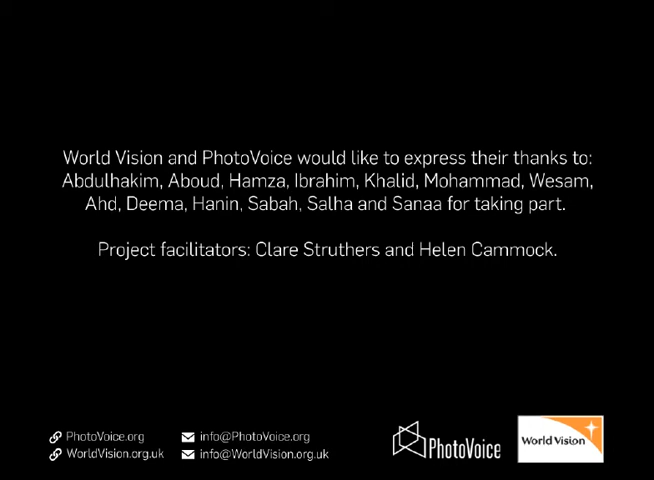 World Vision and PhotoVoice would like to express their thanks to:
Abdulhakim, Aboud, Hamza, Ibrahim, Khalid, Mohammad, Wesam,
Ahd, Deema, Hanin, Sabah, Salha and Sanaa for taking part.
Project facilitators: Clare Struthers and Helen Cammock.
PhotoVoice.org
info@PhotoVoice.org
WorldVision.org.uk
info@WorldVision.org.uk
PhotoVoice
World Vision